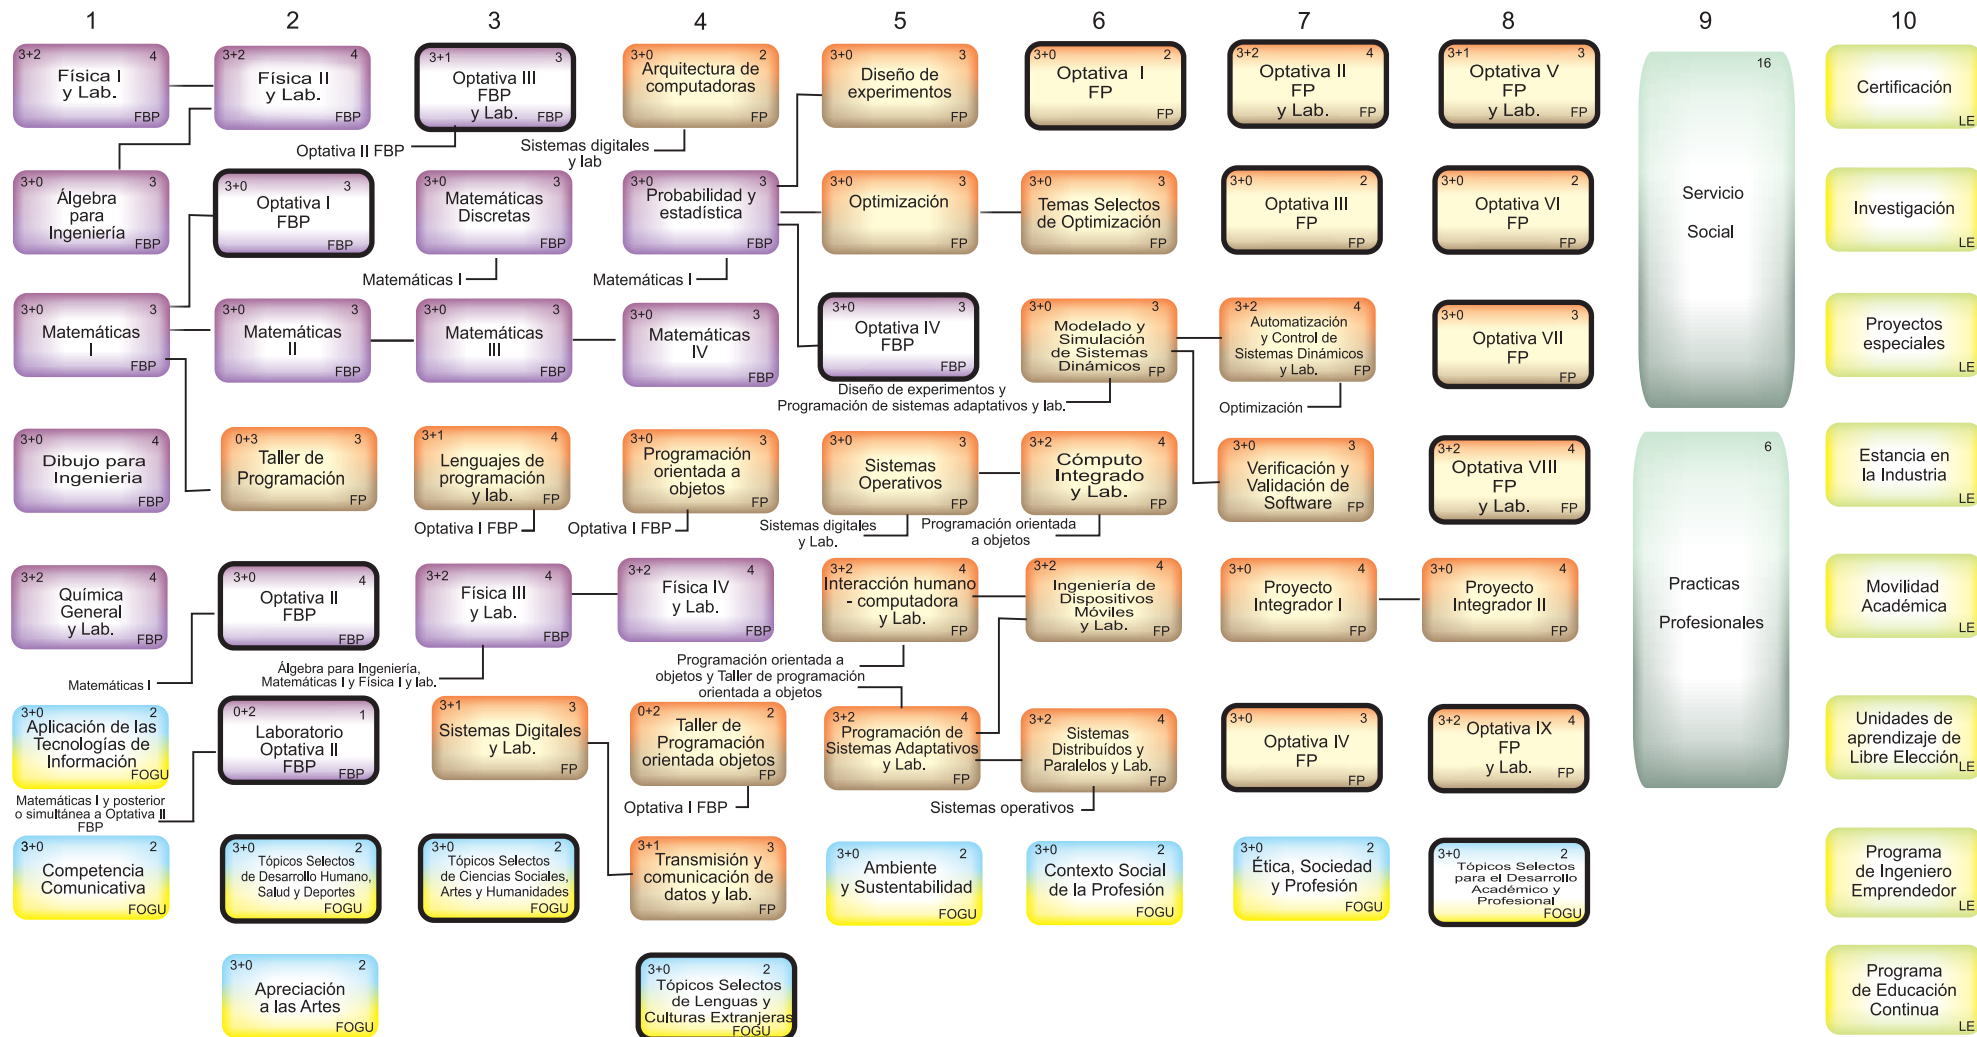 1 2 3 4 5 6 7 8 9 10
3+2 4
Física I
y Lab.
FBP
3+2 4
Física II
y Lab.
FBP
3+1 3
Optativa III
FBP
y Lab.
FBP
Optativa II FBP
3+0 2
Arquitectura de
computadoras
FP
Sistemas digitales
y lab
3+0 3
Diseño de
experimentos
FP
3+0 2
Optativa I
FP
FP
3+2 4
Optativa II
FP
y Lab.
FP
3+1 3
Optativa V
FP
y Lab.
FP
16
Servicio
Social
Certificación
LE
3+0 3
Álgebra
para
Ingeniería
FBP
3+0 3
Optativa I
FBP
FBP
3+0 3
Matemáticas
Discretas
FBP
Matemáticas I
3+0 3
Probabilidad y
estadística
FBP
Matemáticas I
3+0 3
Optimización
FP
3+0 3
Temas Selectos
de Optimización
FP
3+0 2
Optativa III
FP
FP
3+0 2
Optativa VI
FP
FP
Investigación
LE
3+0 3
Matemáticas
I
FBP
3+0 3
Matemáticas
II
FBP
3+0 3
Matemáticas
III
FBP
3+0 3
Matemáticas
IV
FBP
3+0 3
Optativa IV
FBP
FBP
3+0 3
Modelado y
Simulación
de Sistemas
Dinámicos
FP
Diseño de experimentos y
Programación de sistemas adaptativos y lab.
3+2 4
Automatización
y Control de
Sistemas Dinámicos
y Lab.
FP
Optimización
3+0 3
Optativa VII
FP
FP
Proyectos
especiales
LE
3+0 4
Dibujo para
Ingenieria
FBP
0+3 3
Taller de
Programación
FP
3+1 4
Lenguajes de
programación
y lab.
FP
Optativa I FBP
3+0 3
Programación
orientada a
objetos
FP
Optativa I FBP
3+0 3
Sistemas
Operativos
FP
Sistemas digitales
y Lab.
3+2 4
Cómputo
Integrado
y Lab.
FP
Programación orientada
a objetos
3+0 3
Verificación y
Validación de
Software
FP
3+2 4
Optativa VIII
FP
y Lab.
FP
6
Practicas
Profesionales
Estancia en
la Industria
LE
3+2 4
Química
General
y Lab.
FBP
3+0 4
Optativa II
FBP
FBP
Matemáticas I
3+2 4
Física III
y Lab.
FBP
Álgebra para Ingeniería,
Matemáticas I y Física I y lab.
3+2 4
Física IV
y Lab.
FBP
3+2 4
Interacción humano
- computadora
y Lab.
FP
Programación orientada a
objetos y Taller de programación
orientada a objetos
3+2 4
Ingeniería de
Dispositivos
Móviles
y Lab.
FP
3+0 4
Proyecto
Integrador I
FP
3+0 4
Proyecto
Integrador II
FP
Movilidad
Académica
LE
3+0 2
Aplicación de las
Tecnologías de
Información
FOGU
0+2 1
Laboratorio
Optativa II
FBP
FBP
Matemáticas I y posterior
o simultánea a Optativa II
FBP
3+1 3
Sistemas Digitales
y Lab.
FP
0+2 2
Taller de
Programación
orientada objetos
FP
Optativa I FBP
3+2 4
Programación de
Sistemas Adaptativos
y Lab.
FP
3+2 4
Sistemas
Distribuídos y
Paralelos y Lab.
FP
Sistemas operativos
3+0 3
Optativa IV
FP
FP
3+2 4
Optativa IX
FP
y Lab.
FP
Unidades de
aprendizaje de
Libre Elección
LE
3+0 2
Competencia
Comunicativa
FOGU
3+0 2
Tópicos Selectos
de Desarrollo Humano,
Salud y Deportes
FOGU
3+0 2
Tópicos Selectos
de Ciencias Sociales,
Artes y Humanidades
FOGU
3+1 3
Transmisión y
comunicación de
datos y lab.
FP
3+0 2
Ambiente
y Sustentabilidad
FOGU
3+0 2
Contexto Social
de la Profesión
FOGU
3+0 2
Ética, Sociedad
y Profesión
FOGU
3+0 2
Tópicos Selectos
para el Desarrollo
Académico y
Profesional
FOGU
Programa
de Ingeniero
Emprendedor
LE
3+0 2
Apreciación
a las Artes
FOGU
3+0 2
Tópicos Selectos
de Lenguas y
Culturas Extranjeras
FOGU
Programa
de Educación
Continua
LE